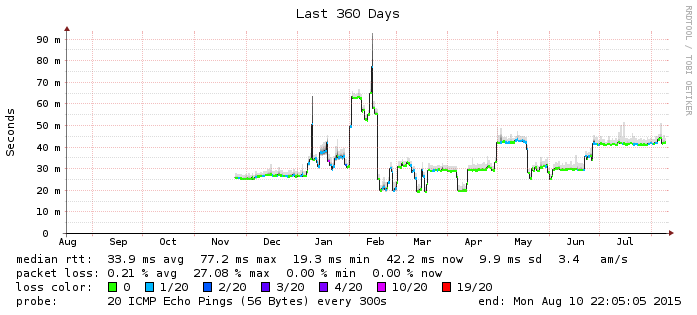 Last 360 Days
RRDTOOL / TOBI OETIKER
Seconds
90 m
80 m
70 m
60 m
50 m
40 m
30 m
20 m
10 m
0
Aug Sep Oct Nov Dec Jan Feb Mar Apr May Jun Jul
median rtt: 33.9 ms avg 77.2 ms max 19.3 ms min 42.2 ms now 9.9 ms sd 3.4 am/s
packet loss: 0.21 % avg 27.08 % max 0.00 % min 0.00 % now
loss color: 0 1/20 2/20 3/20 4/20 10/20 19/20
probe: 20 ICMP Echo Pings (56 Bytes) every 300s end: Mon Aug 10 22:05:05 2015